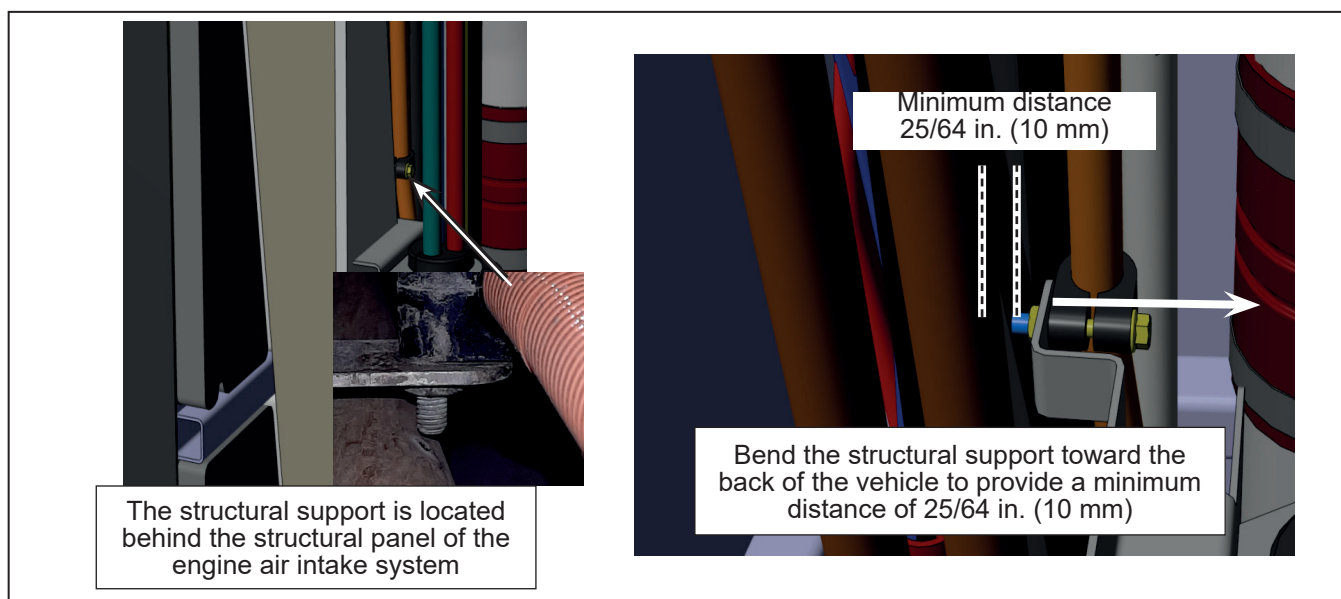 The structural support is located
behind the structural panel of the
engine air intake system
Minimum distance
25/64 in. (10 mm)
Bend the structural support toward the
back of the vehicle to provide a minimum
distance of 25/64 in. (10 mm)